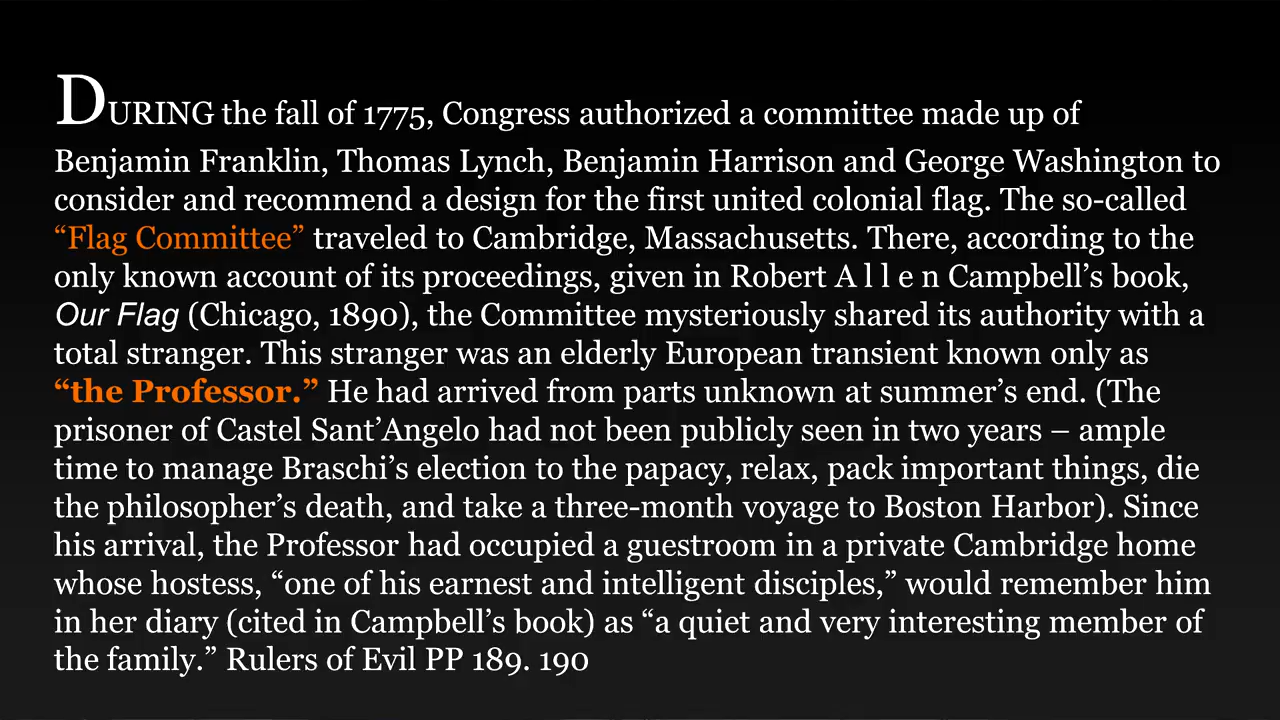 DURING the fall of 1775, Congress authorized a committee made up of
Benjamin Franklin, Thomas Lynch, Benjamin Harrison and George Washington to
consider and recommend a design for the first united colonial flag. The so-called
“Flag Committee” traveled to Cambridge, Massachusetts. There, according to the
only known account of its proceedings, given in Robert A l l e n Campbell’s book,
Our Flag (Chicago, 1890), the Committee mysteriously shared its authority with a
total stranger. This stranger was an elderly European transient known only as
“the Professor.” He had arrived from parts unknown at summer’s end. (The
prisoner of Castel Sant’Angelo had not been publicly seen in two years – ample
time to manage Braschi’s election to the papacy, relax, pack important things, die
the philosopher’s death, and take a three-month voyage to Boston Harbor). Since
his arrival, the Professor had occupied a guestroom in a private Cambridge home
whose hostess, “one of his earnest and intelligent disciples,” would remember him
in her diary (cited in Campbell’s book) as “a quiet and very interesting member of
the family.” Rulers of Evil PP 189. 190